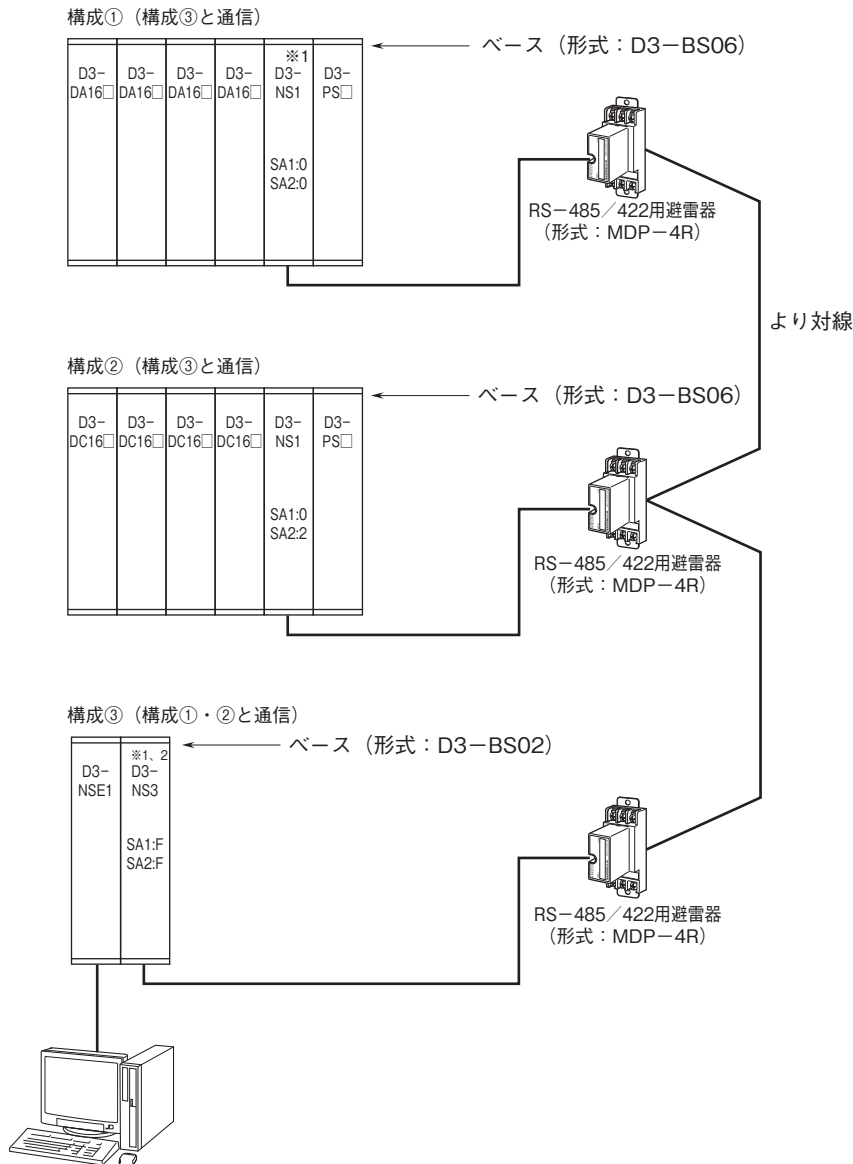 構成①（構成③と通信）
ベース（形式：D3－BS06）
※1
D3－ D3－ D3－ D3－ D3－ D3－
DA16□ DA16□ DA16□ DA16□ NS1 PS□
SA1:0
SA2:0
RS－485／422用避雷器
（形式：MDP－4R）
より対線
構成②（構成③と通信）
ベース（形式：D3－BS06）
D3－ D3－ D3－ D3－ D3－ D3－
DC16□ DC16□ DC16□ DC16□ NS1 PS□
SA1:0
SA2:2
RS－485／422用避雷器
（形式：MDP－4R）
構成③（構成①・②と通信）
ベース（形式：D3－BS02）
※1、2
D3－ D3－
NSE1 NS3
SA1:F
SA2:F
RS－485／422用避雷器
（形式：MDP－4R）